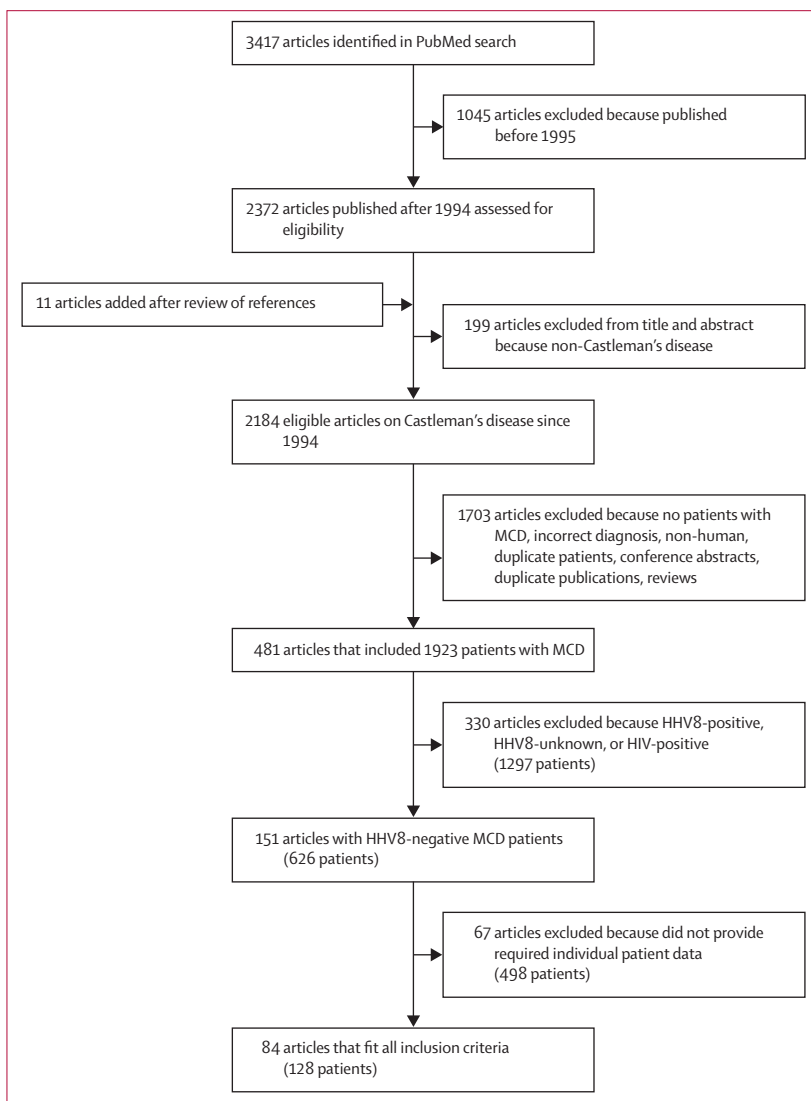 3417 articles identified in PubMed search
1045 articles excluded because published
before 1995
2372 articles published after 1994 assessed for
eligibility
11 articles added after review of references
199 articles excluded from title and abstract
because non-Castleman's disease
2184 eligible articles on Castleman's disease since
1994
1703 articles excluded because no patients with
MCD, incorrect diagnosis, non-human,
duplicate patients, conference abstracts,
duplicate publications, reviews
481 articles that included 1923 patients with MCD
330 articles excluded because HHV8-positive,
HHV8-unknown, or HIV-positive
(1297 patients)
151 articles with HHV8-negative MCD patients
(626 patients)
67 articles excluded because did not provide
required individual patient data
(498 patients)
84 articles that fit all inclusion criteria
(128 patients)